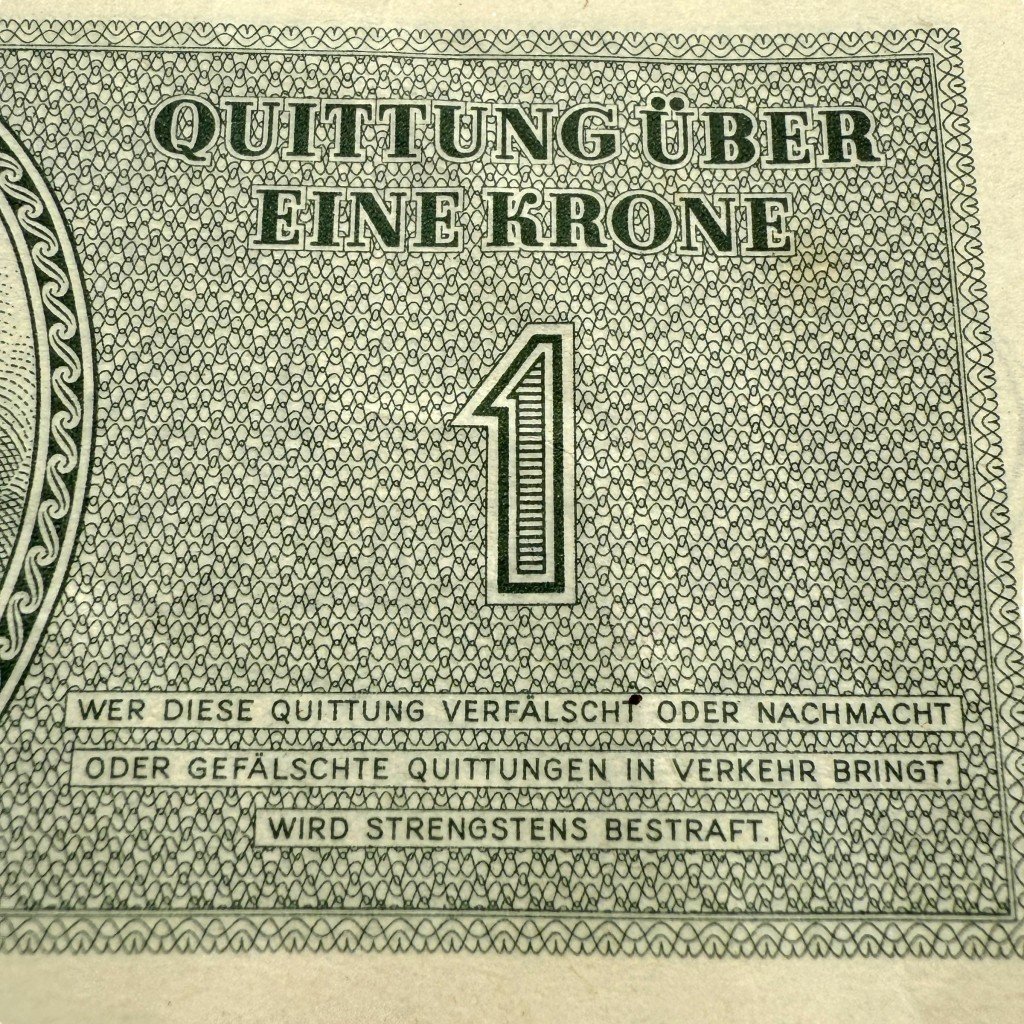 QUITTUNG ÜBER
EINE KRONE
1
WER DIESE QUITTUNG VERFÄLSCHT ODER NACHMACHT
ODER GEFÄLSCHTE QUITTUNGEN IN VERKEHR BRINGT,
WIRD STRENGSTENS BESTRAFT.